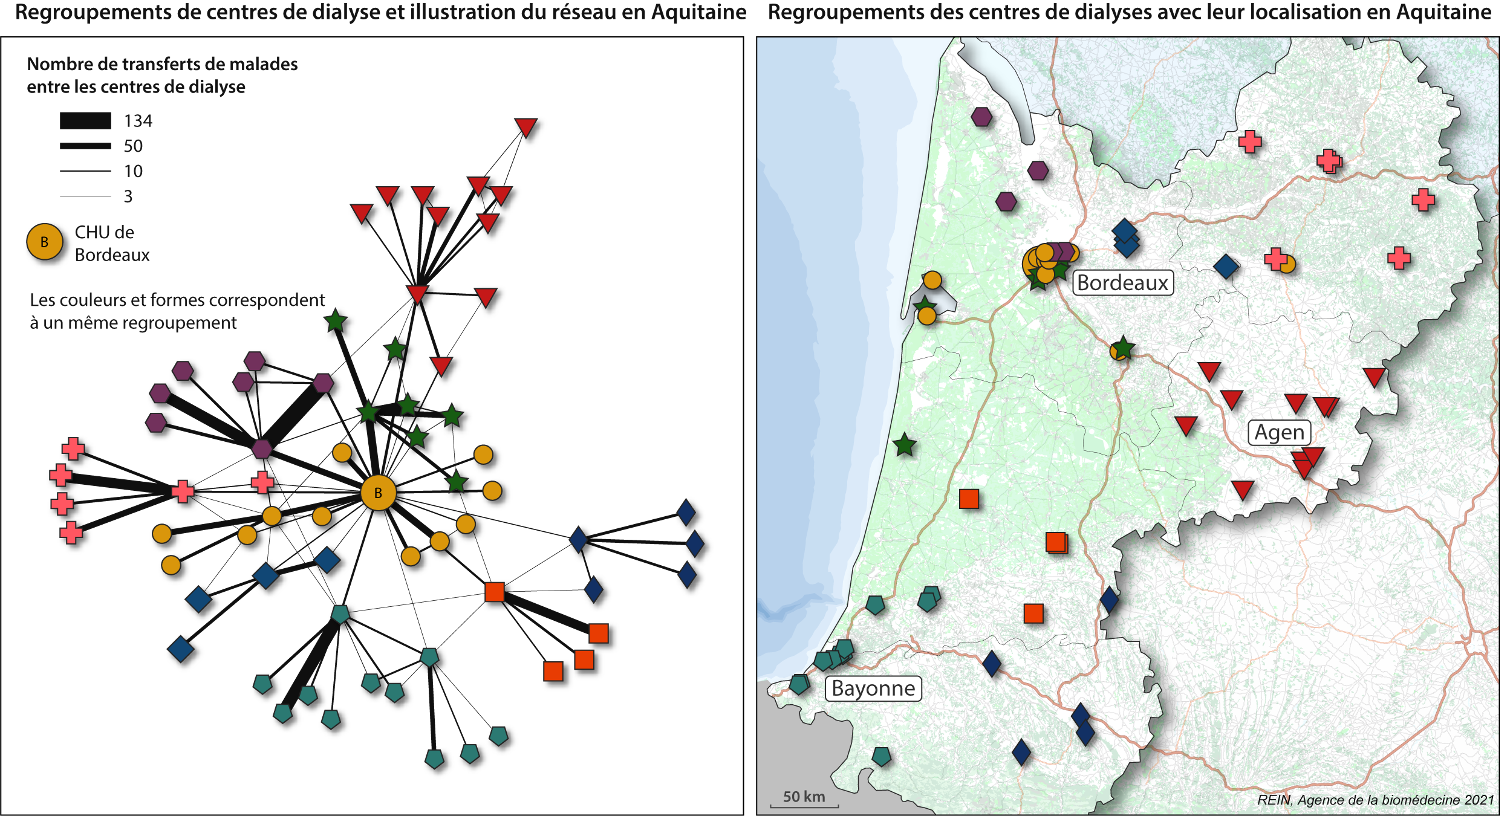 Regroupements de centres de dialyse et illustration du réseau en Aquitaine
Nombre de transferts de malades
entre les centres de dialyse
134
50
10
3
B
CHU de
Bordeaux
Les couleurs et formes correspondent
à un même regroupement
B
Regroupements des centres de dialyses avec leur localisation en Aquitaine
Bordeaux
Agen
Bayonne
50 km
REIN, Agence de la biomédecine 2021